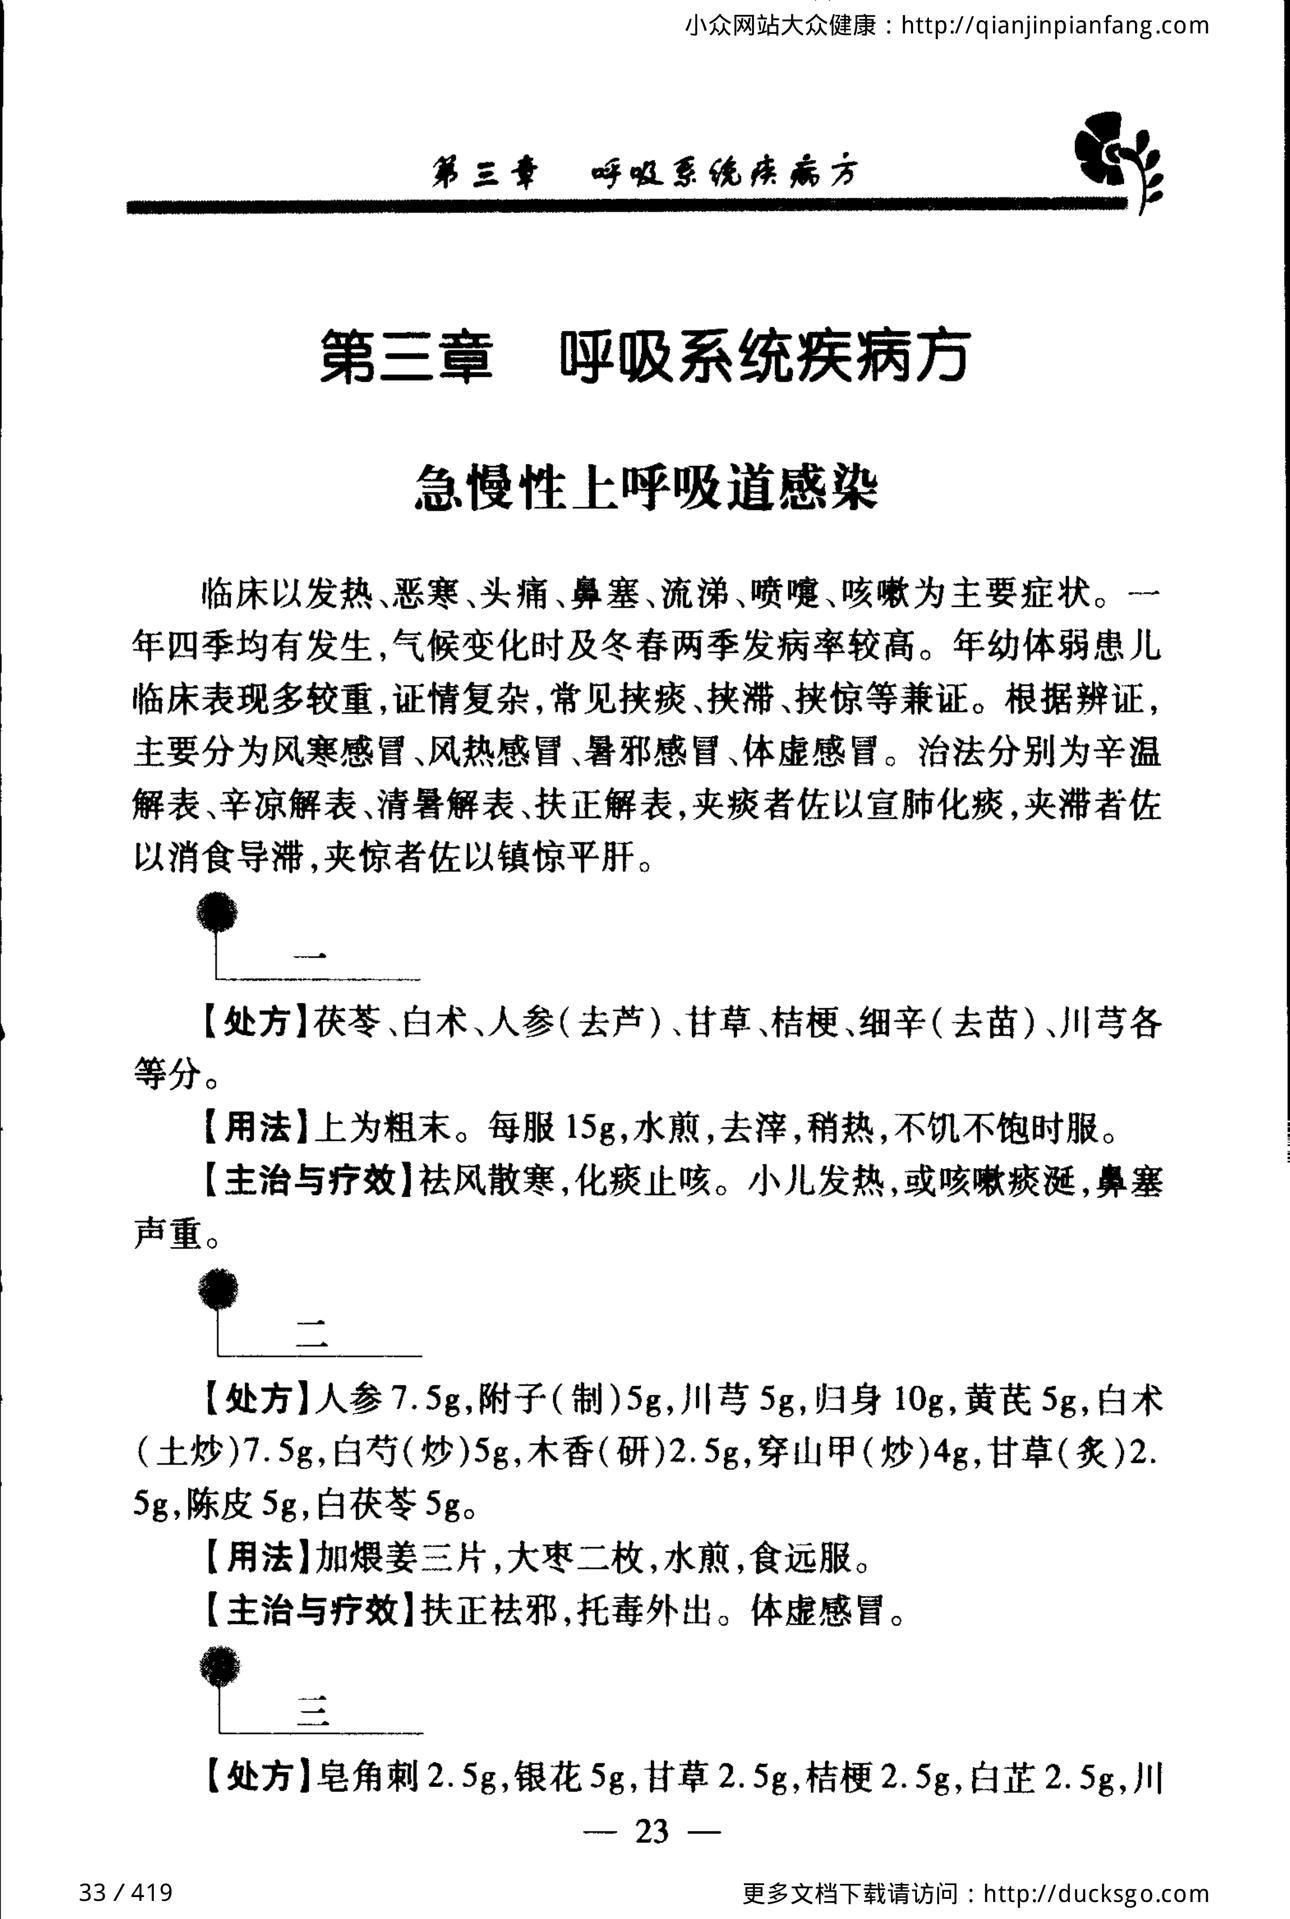 小众网站大众健康：http://qianjinpianfang.com
第三章 呼吸系统疾病方
第三章 呼吸系统疾病方
急慢性上呼吸道感染
临床以发热、恶寒、头痛、鼻塞、流涕、喷嚏、咳嗽为主要症状。一
年四季均有发生,气候变化时及冬春两季发病率较高。年幼体弱患儿
临床表现多较重,证情复杂,常见挟痰、挟滞、挟惊等兼证。根据辨证,
主要分为风寒感冒、风热感冒、暑邪感冒、体虚感冒。治法分别为辛温
解表、辛凉解表、清暑解表、扶正解表,夹痰者佐以宣肺化痰,夹滞者佐
以消食导滞,夹惊者佐以镇惊平肝。
一
【处方】茯苓、白术、人参(去芦)、甘草、桔梗、细辛(去苗)、川芎各
等分。
【用法】上为粗末。每服 15g,水煎,去滓,稍热,不饥不饱时服。
【主治与疗效】祛风散寒,化痰止咳。小儿发热,或咳嗽痰涎,鼻塞
声重。
二
【处方】人参 7.5g,附子(制)5g,川芎 5g,归身 10g,黄芪 5g,白术
(土炒)7.5g,白芍(炒)5g,木香(研)2.5g,穿山甲(炒)4g,甘草(炙)2.
5g,陈皮 5g,白茯苓 5g。
【用法】加煨姜三片,大枣二枚,水煎,食远服。
【主治与疗效】扶正祛邪,托毒外出。体虚感冒。
三
【处方】皂角刺 2.5g,银花 5g,甘草 2.5g,桔梗 2.5g,白芷 2.5g,川
— 23 —
33 / 419
更多文档下载请访问：http://ducksgo.com